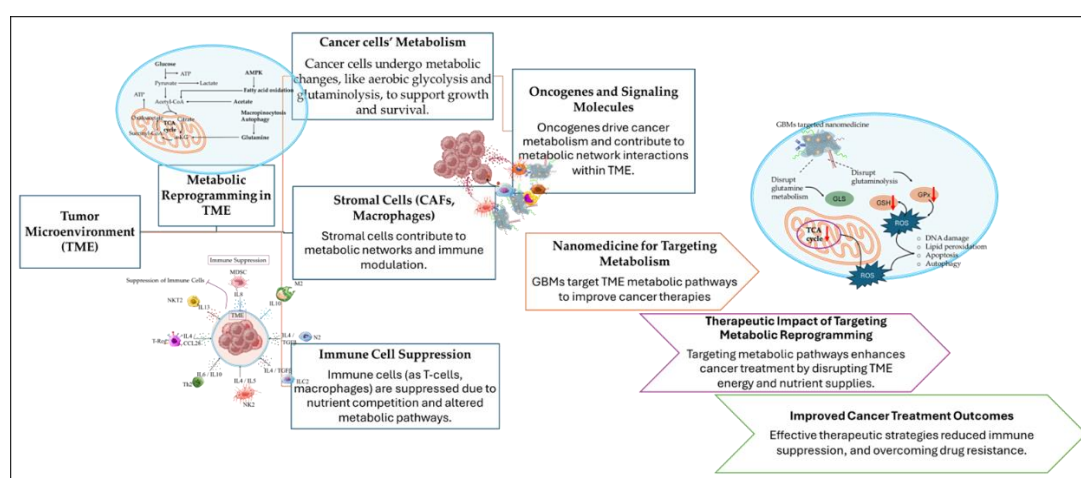 Cancer cells' Metabolism
Cancer cells undergo metabolic
changes, like aerobic glycolysis and
glutaminolysis, to support growth
and survival.
Glucose
ATP
Pyruvate
Lactate
AMPK
Fatty acid oxidation
ATP
Acetyl-CoA
Acetate
Citrate
TCA
cycle
α-KG
Macropinocytosis
Autophagy
Glutamine
Metabolic
Reprogramming in
TME
Tumor
Microenvironment
(TME)
Oncogenes and Signaling
Molecules
Oncogenes drive cancer
metabolism and contribute to
metabolic network interactions
within TME.
Stromal Cells (CAFs,
Macrophages)
Stromal cells contribute to
metabolic networks and immune
modulation.
Immune Suppression
Suppression of Immune Cells
MDSC
IL8
M2
IL10
NKT2
IL13
TME
T-Reg
IL4 /
CCL28
IL4 /
TGFβ
N2
IL6 / IL10
Th2
IL4 / IL5
NK2
IL4 / TGFβ
ILC2
Immune Cell Suppression
Immune cells (as T-cells,
macrophages) are suppressed due to
nutrient competition and altered
metabolic pathways.
Nanomedicine for Targeting
Metabolism
GBMs target TME metabolic pathways
to improve cancer therapies
GBMs targeted nanomedicine
Disrupt
glutamine
metabolism
Disrupt
glutaminolysis
GLS
GSH
GPx
ROS
TCA
cycle
ROS
DNA damage
Lipid peroxidation
Apoptosis
Autophagy
Therapeutic Impact of Targeting
Metabolic Reprogramming
Targeting metabolic pathways enhances
cancer treatment by disrupting TME
energy and nutrient supplies.
Improved Cancer Treatment Outcomes
Effective therapeutic strategies reduced immune
suppression, and overcoming drug resistance.